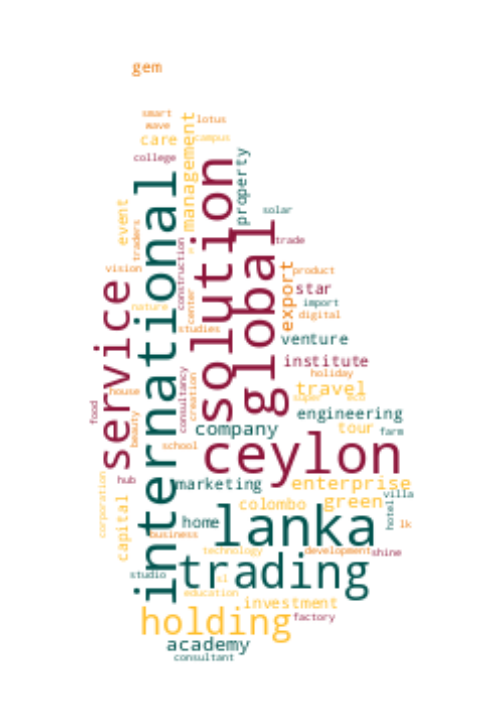 gem
smart
wave
lotus
care
campus
college
management
property
international
solution
event
traders
solar
global
trade
construction
vision
center
nature
studies
service
export
product
star
import
digital
venture
institute
holiday
travel
super
eco
consultancy
creation
house
food
beauty
engineering
company
tour
farm
school
ceylon
hub
marketing
enterprise
villa
green
colombo
corporation
capital
hotel
home
lanka
lk
business
technology
development
shine
studio
trading
sl
education
investment
holding
factory
academy
consultant